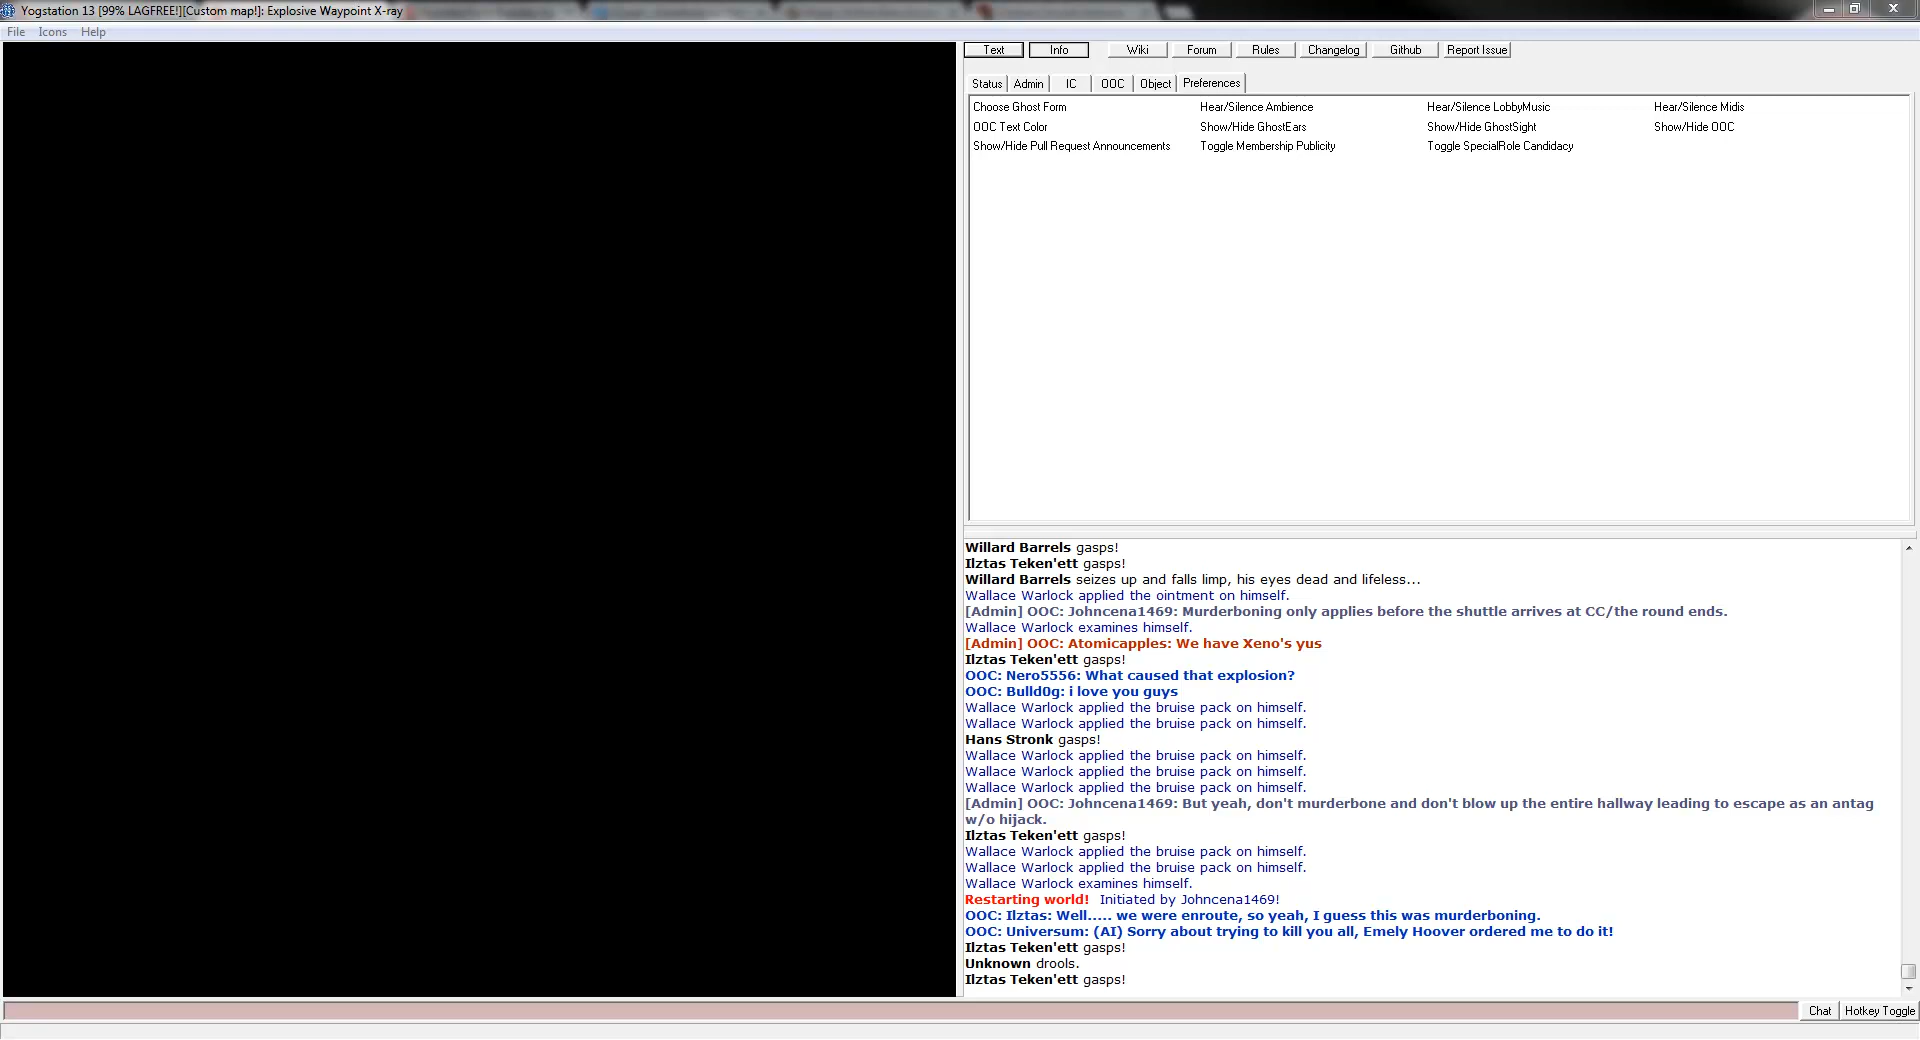 Yogstation 13 [99% LAGFREE!][Custom map!]: Explosive Waypoint X-ray
File Icons Help
Text Info Wiki Forum Rules Changelog Github Report Issue
Status Admin IC OOC Object Preferences
Choose Ghost Form Hear/Silence Ambience Hear/Silence LobbyMusic Hear/Silence Midis
OOC Text Color Show/Hide GhostEars Show/Hide GhostSight Show/Hide OOC
Show/Hide Pull Request Announcements Toggle Membership Publicity Toggle SpecialRole Candidacy
Willard Barrels gasps!
Ilztas Teken'ett gasps!
Willard Barrels seizes up and falls limp, his eyes dead and lifeless...
Wallace Warlock applied the ointment on himself.
[Admin] OOC: Johncena1469: Murderboning only applies before the shuttle arrives at CC/the round ends.
Wallace Warlock examines himself.
[Admin] OOC: Atomicapples: We have Xeno's yus
Ilztas Teken'ett gasps!
OOC: Nero5556: What caused that explosion?
OOC: Bulld0g: i love you guys
Wallace Warlock applied the bruise pack on himself.
Wallace Warlock applied the bruise pack on himself.
Hans Stronk gasps!
Wallace Warlock applied the bruise pack on himself.
Wallace Warlock applied the bruise pack on himself.
Wallace Warlock applied the bruise pack on himself.
[Admin] OOC: Johncena1469: But yeah, don't murderbone and don't blow up the entire hallway leading to escape as an antag
w/o hijack.
Ilztas Teken'ett gasps!
Wallace Warlock applied the bruise pack on himself.
Wallace Warlock applied the bruise pack on himself.
Wallace Warlock examines himself.
Restarting world! Initiated by Johncena1469!
OOC: Ilztas: Well..... we were enroute, so yeah, I guess this was murderboning.
OOC: Universum: (AI) Sorry about trying to kill you all, Emely Hoover ordered me to do it!
Ilztas Teken'ett gasps!
Unknown drools.
Ilztas Teken'ett gasps!
Chat Hotkey Toggle